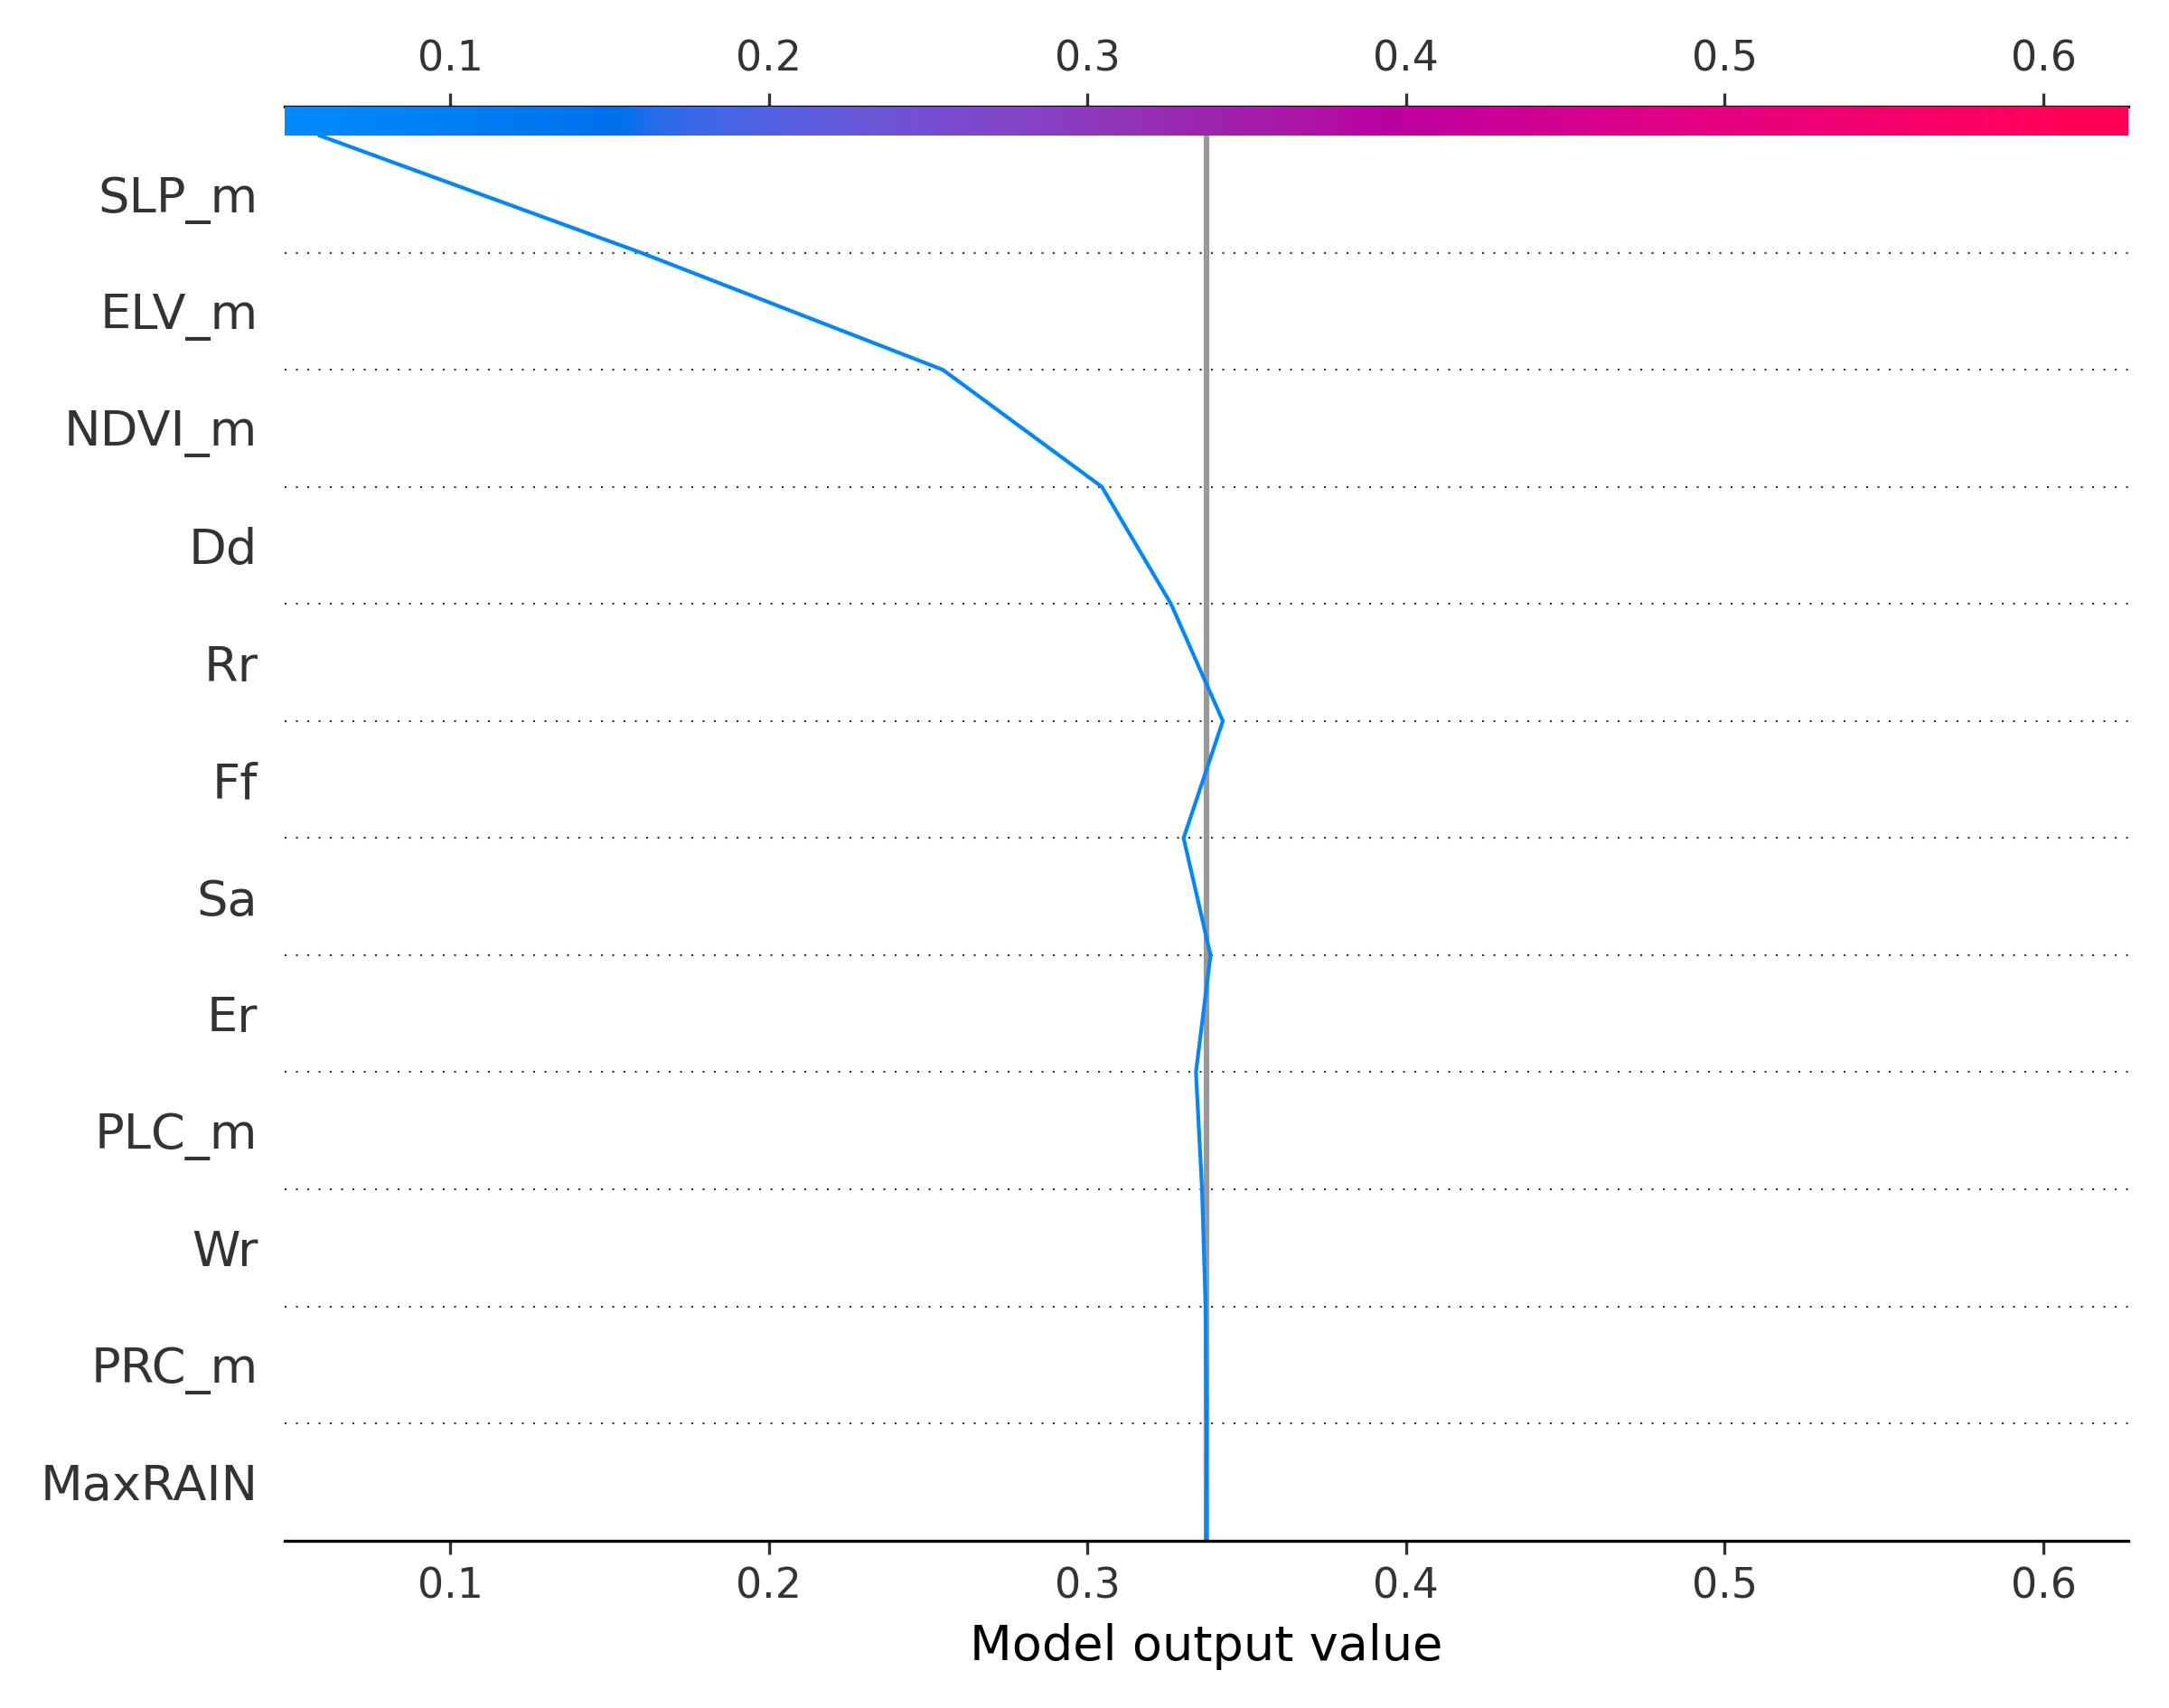 0.1 0.2 0.3 0.4 0.5 0.6
SLP_m
ELV_m
NDVI_m
Dd
Rr
Ff
Sa
Er
PLC_m
Wr
PRC_m
MaxRAIN
0.1 0.2 0.3 0.4 0.5 0.6
Model output value